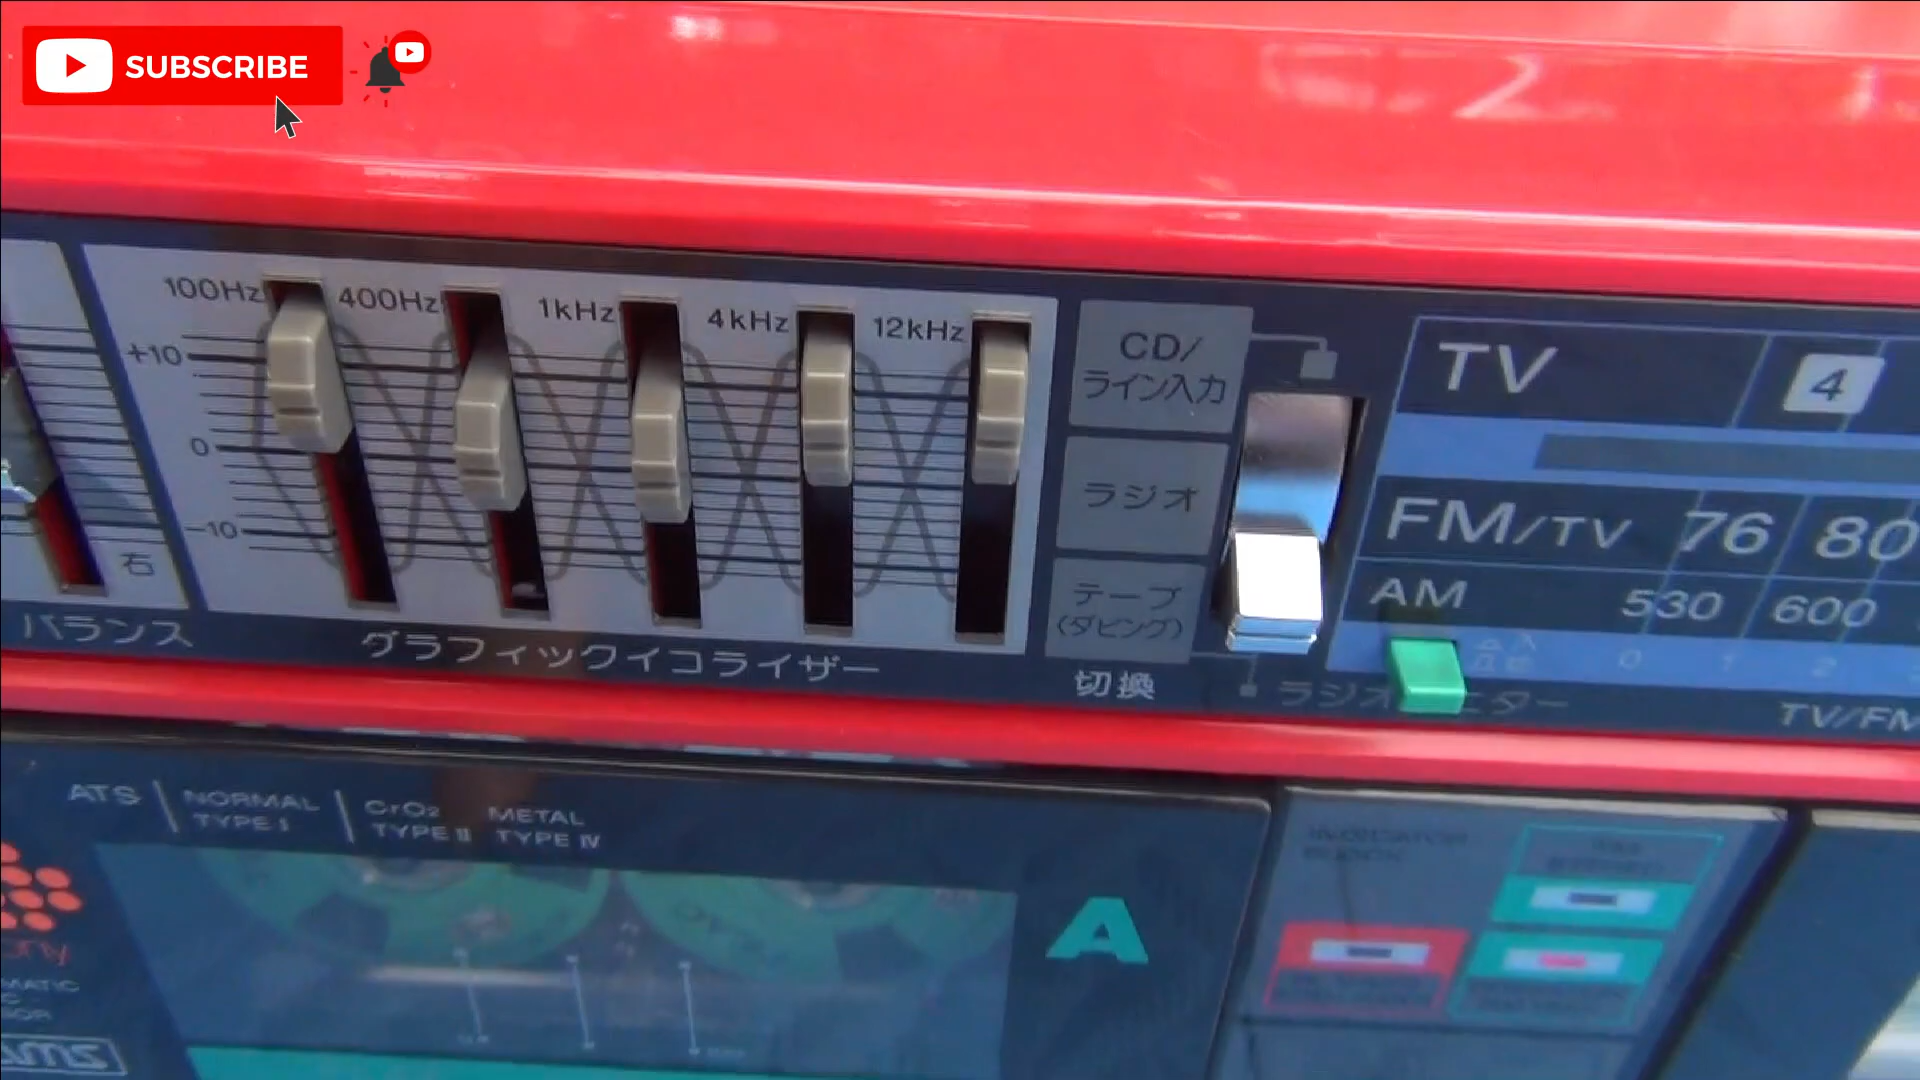 SUBSCRIBE
100Hz
400Hz
1kHz
4kHz
12kHz
+10
0
-10
右
バランス
グラフィックイコライザー
CD/
ライン入力
ラジオ
テープ
(ダビング)
切換
TV
4
FM/TV 76 80
AM 530 600
0 1 2
TV/FM
ATS
NORMAL
TYPE I
CrO2
TYPE II
METAL
TYPE IV
A